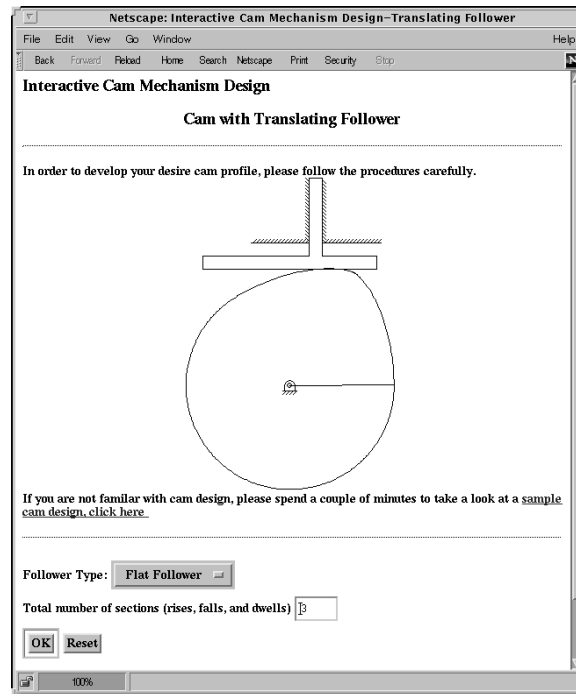 Netscape: Interactive Cam Mechanism Design-Translating Follower
File Edit View Go Window Help
Back Forward Reload Home Search Netscape Print Security Stop N
Interactive Cam Mechanism Design
Cam with Translating Follower
In order to develop your desire cam profile, please follow the procedures carefully.
If you are not familar with cam design, please spend a couple of minutes to take a look at a sample
cam design, click here
Follower Type: Flat Follower
Total number of sections (rises, falls, and dwells) 3
OK Reset
100%